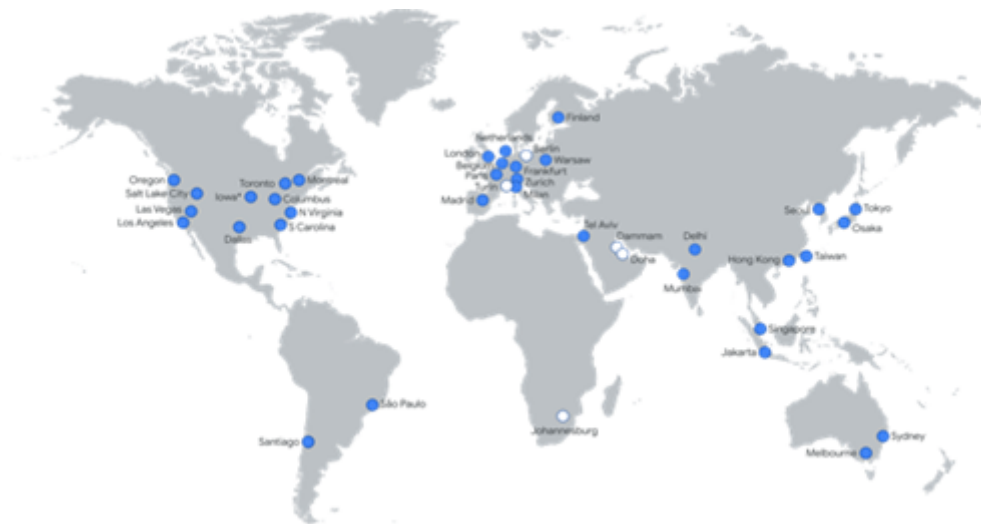 Finland
Netherlands
Berlin
London
Warsaw
Belgium
Frankfurt
Paris
Zurich
Turin
Milan
Madrid
Oregon
Toronto
Montreal
Salt Lake City
Iowa*
Columbus
Las Vegas
N Virginia
Los Angeles
S Carolina
Dallas
Seoul
Tokyo
Osaka
Tel Aviv
Dammam
Delhi
Doha
Hong Kong
Taiwan
Mumbai
Singapore
Jakarta
São Paulo
Johannesburg
Santiago
Sydney
Melbourne